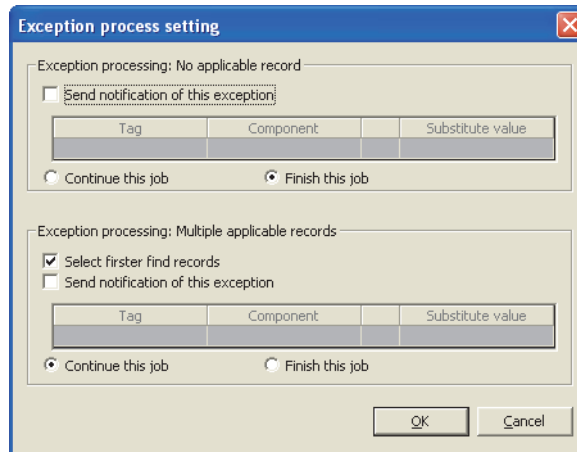 Exception process setting
Exception processing: No applicable record
Send notification of this exception
Tag Component Substitute value
Continue this job Finish this job
Exception processing: Multiple applicable records
Select firster find records
Send notification of this exception
Tag Component Substitute value
Continue this job Finish this job
OK Cancel